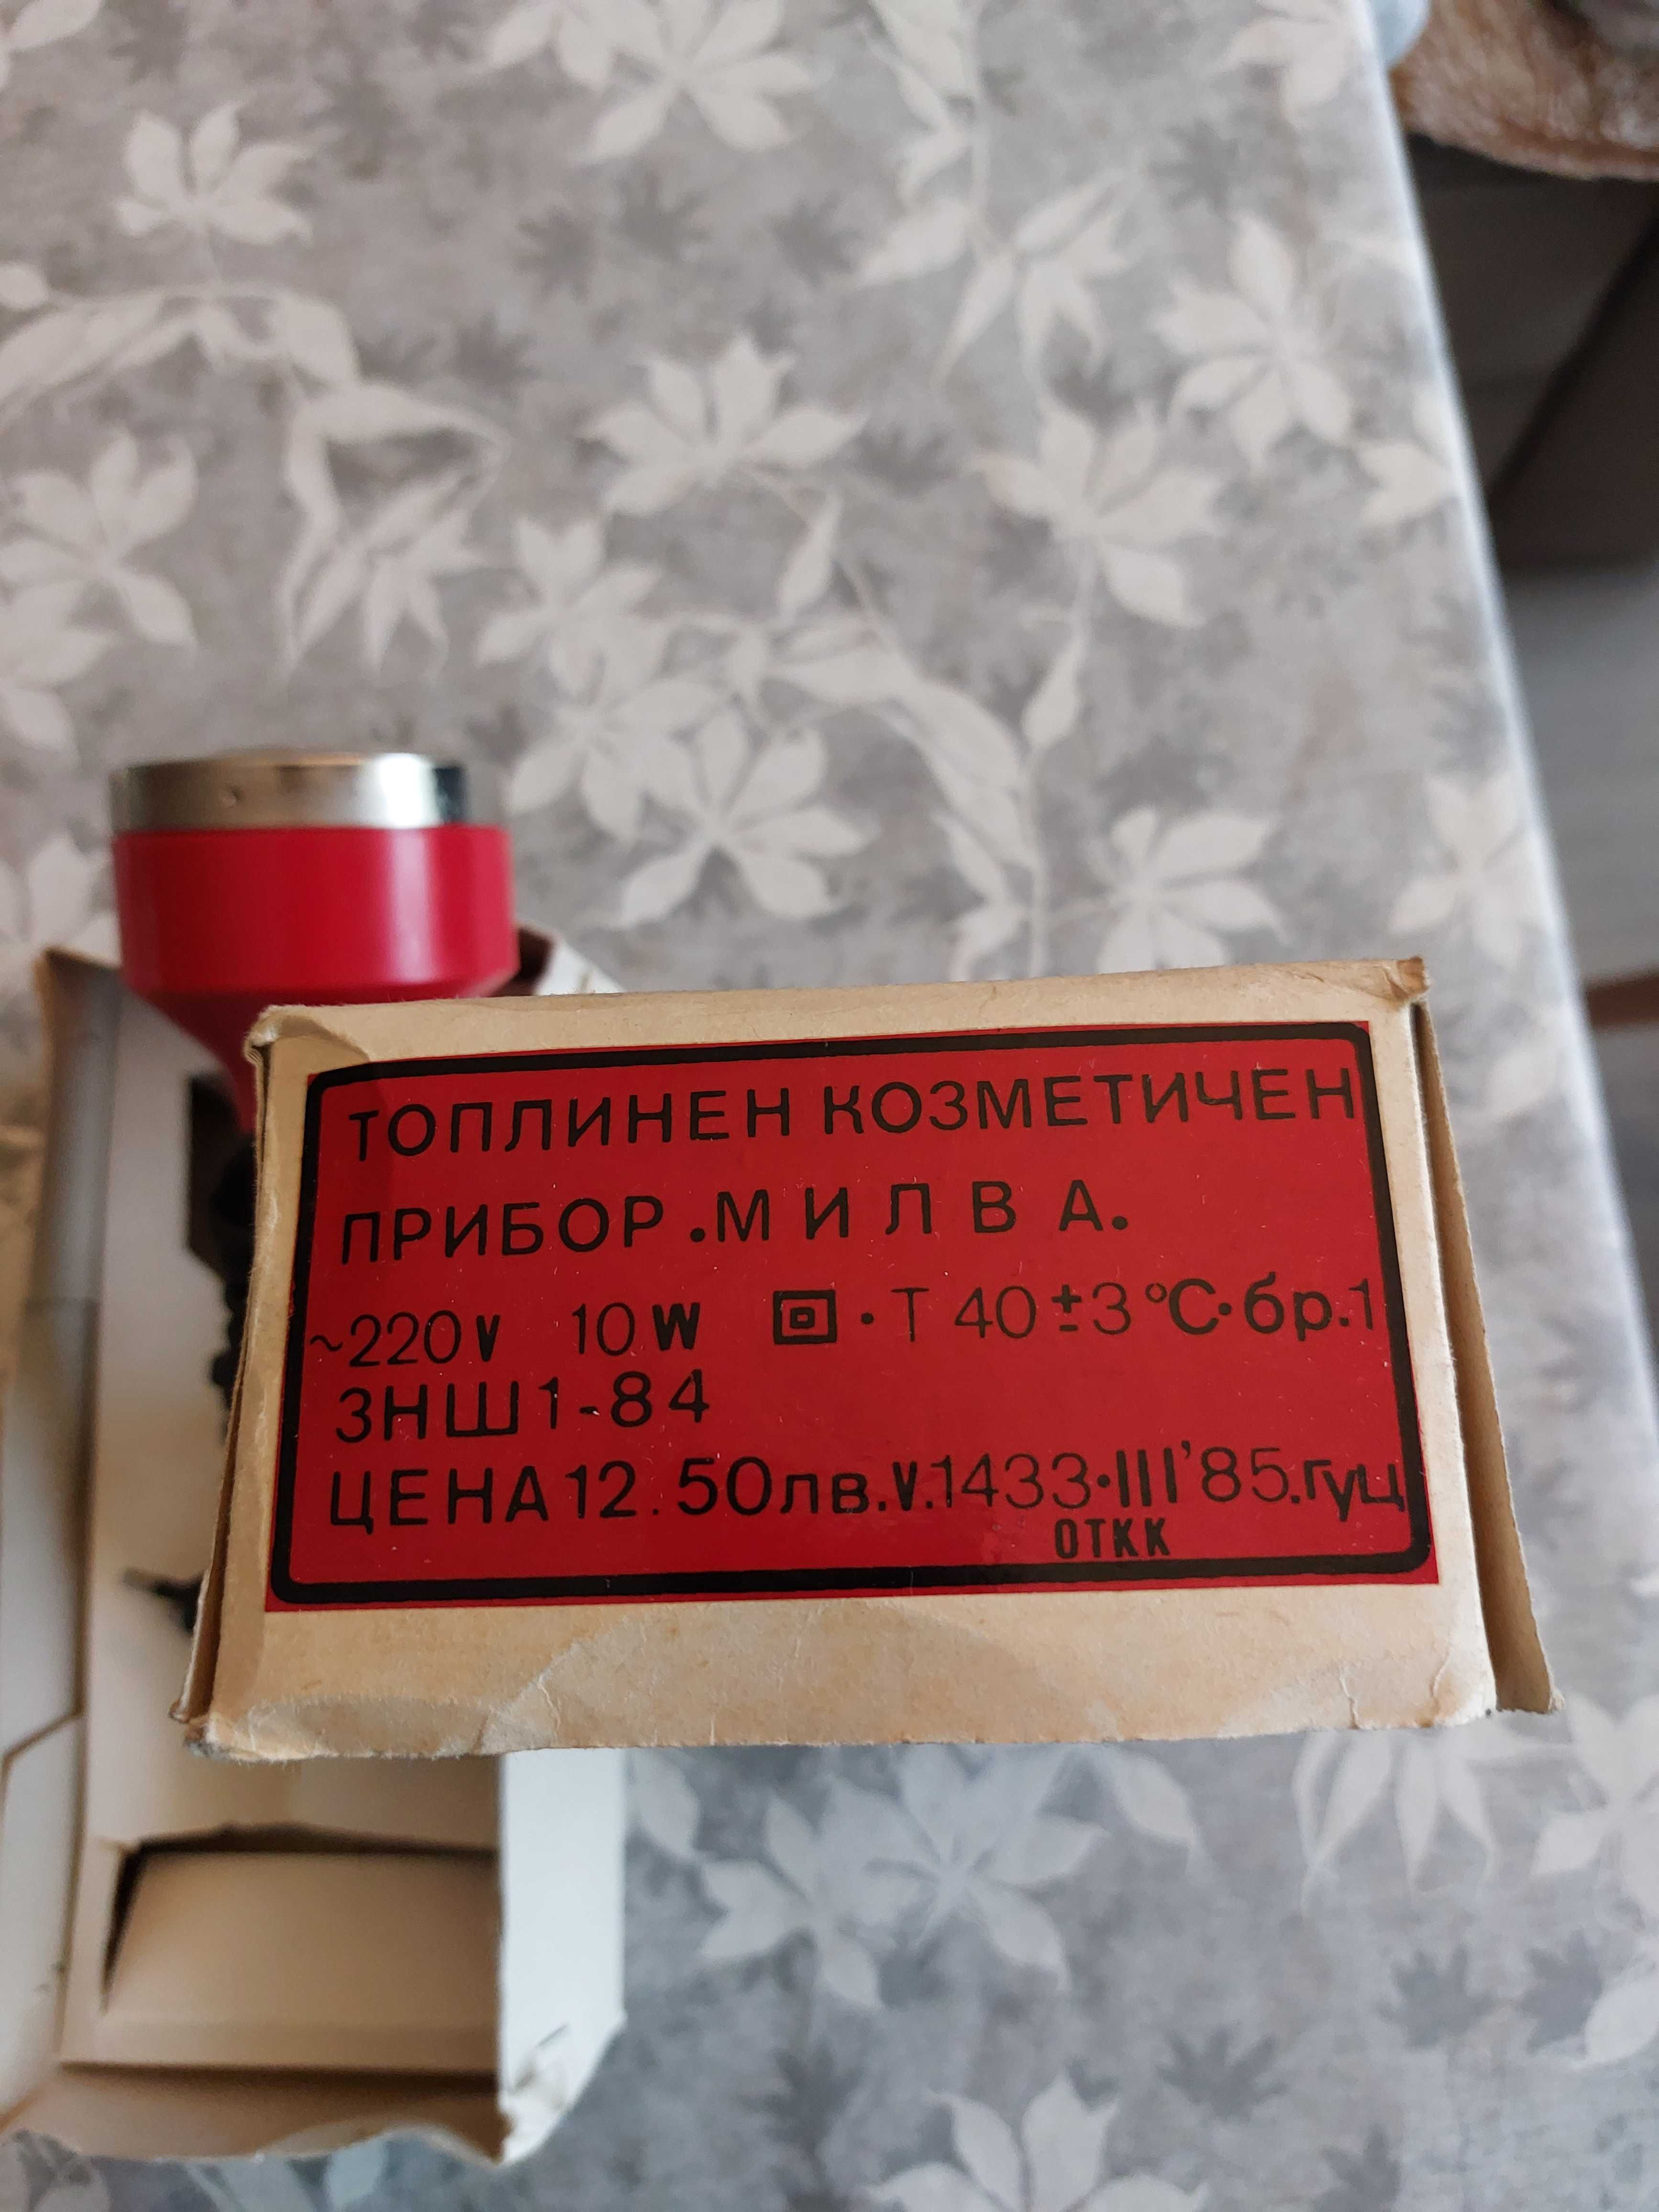 ТОПЛИНЕН КОЗМЕТИЧЕН
ПРИБОР .МИЛВА.
~220V 10W · T 40±3°C·бр.1
ЗНШ1-84
ЦЕНА 12.50лв.V.1433·III'85.ГУЦ
ОТКК